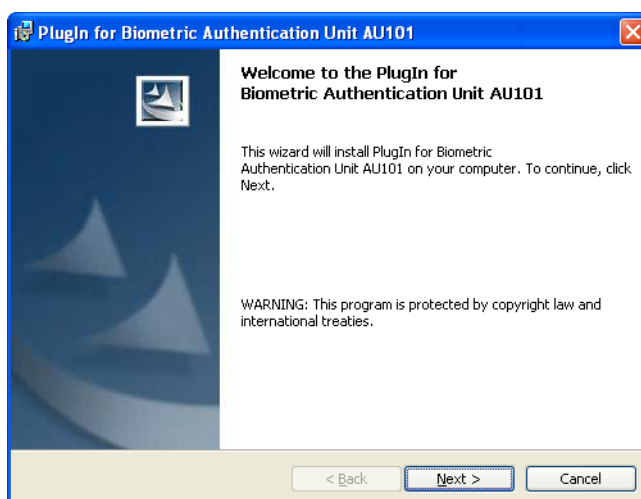 PlugIn for Biometric Authentication Unit AU101
Welcome to the PlugIn for
Biometric Authentication Unit AU101
This wizard will install PlugIn for Biometric
Authentication Unit AU101 on your computer. To continue, click
Next.
WARNING: This program is protected by copyright law and
international treaties.
< Back
Next >
Cancel